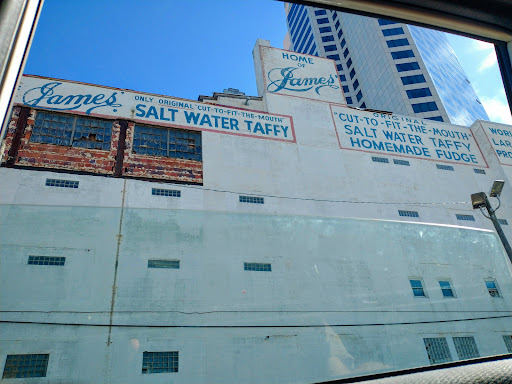 James
ONLY ORIGINAL "CUT-TO-FIT-THE-MOUTH"
SALT WATER TAFFY
HOME
OF
James
ORIGINAL
"CUT-TO-FIT-THE-MOUTH
SALT WATER TAFFY
HOMEMADE FUDGE